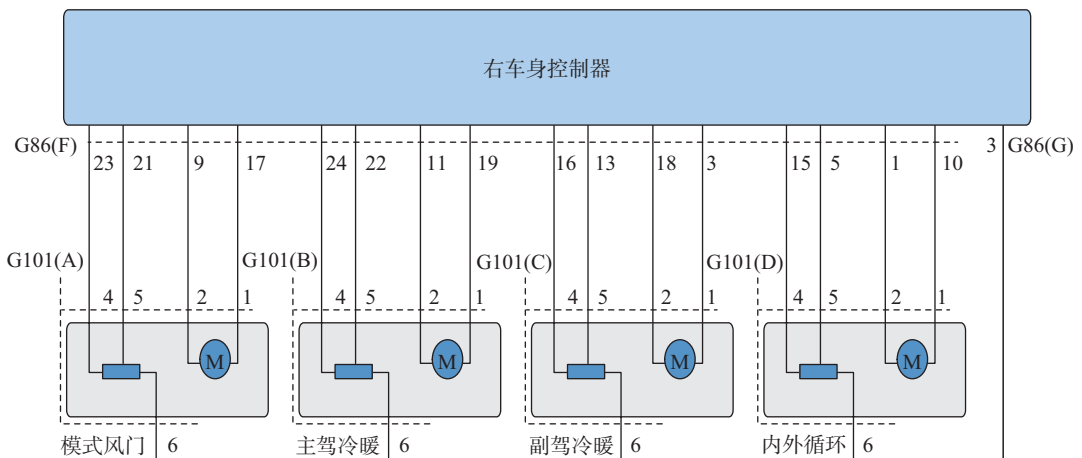 右车身控制器
G86(F) 23 21 9 17 24 22 11 19 16 13 18 3 15 5 1 10 3 G86(G)
G101(A) G101(B) G101(C) G101(D)
4 5 2 1 4 5 2 1 4 5 2 1 4 5 2 1
M M M M
模式风门 6 主驾冷暖 6 副驾冷暖 6 内外循环 6